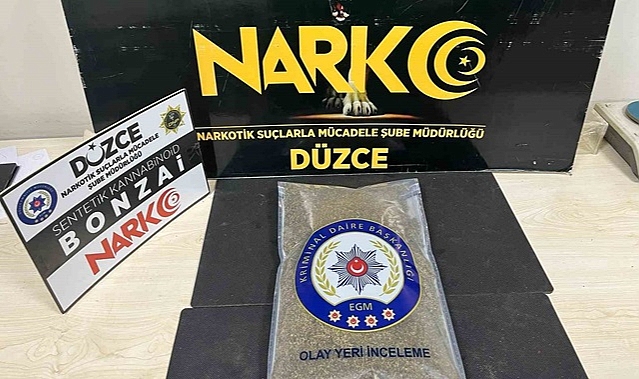 NARKO
NARKOTİK SUÇLARLA MÜCADELE ŞUBE MÜDÜRLÜĞÜ
DÜZCE
DÜZCE
NARKOTİK SUÇLARLA MÜCADELE
ŞUBE MÜDÜRLÜĞÜ
SENTETİK KANNABİNOİD
BONZAİ
NARKO
KRİMİNAL DAİRE BAŞKANLIĞI
EGM
OLAY YERİ İNCELEME